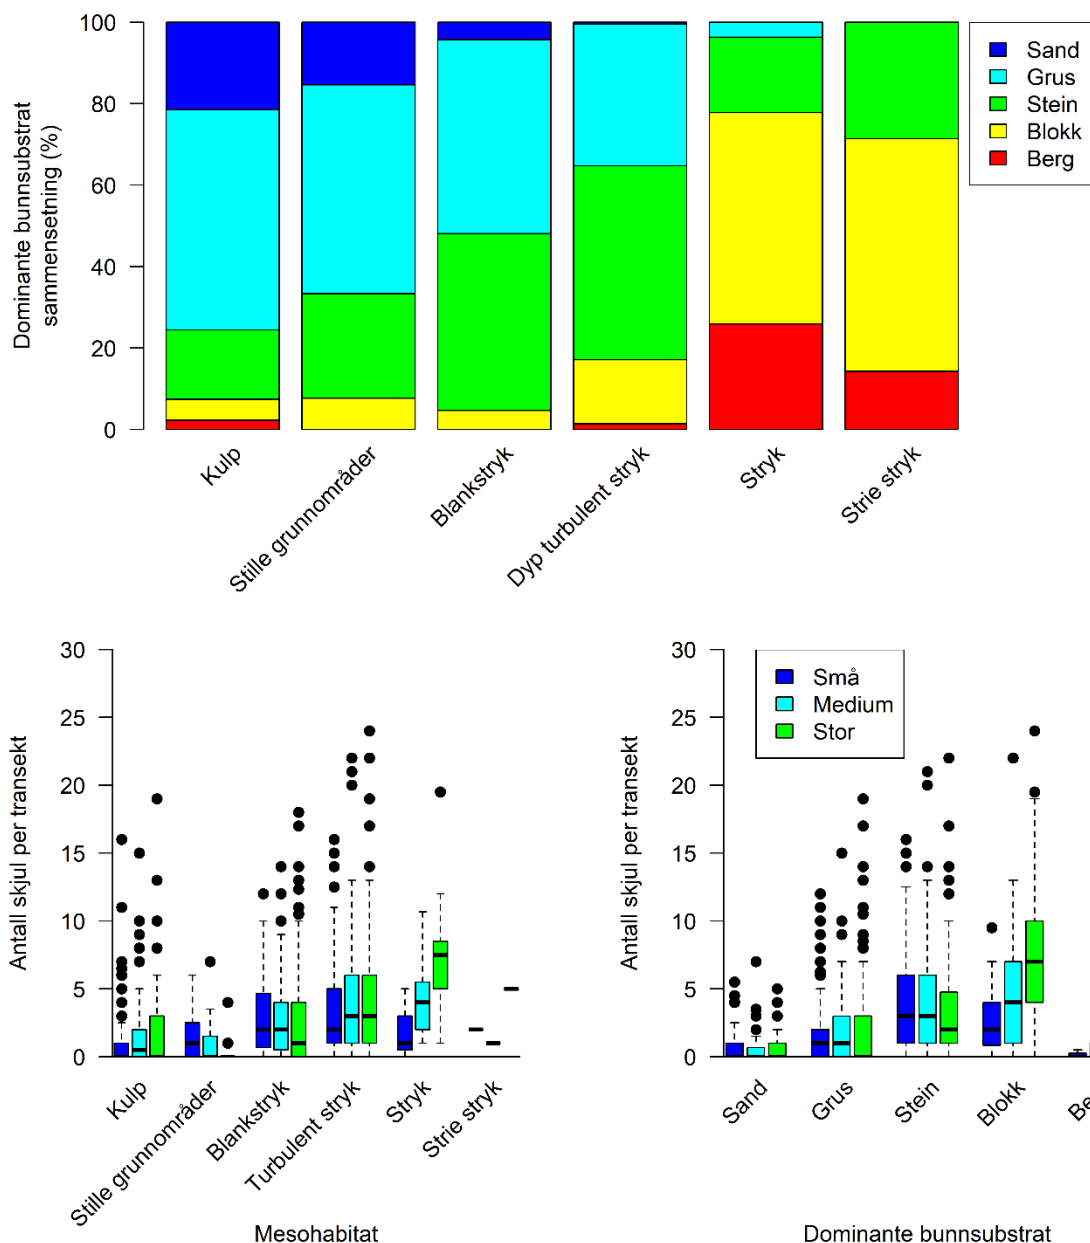 Dominante bunnsubstrat
sammensetning (%)
100
80
60
40
20
0
Kulp
Stille grunnområder
Blankstryk
Dyp turbulent stryk
Stryk
Strie stryk
Sand
Grus
Stein
Blokk
Berg
Antall skjul per transekt
30
25
20
15
10
5
0
Kulp
Stille grunnområder
Blankstryk
Turbulent stryk
Stryk
Strie stryk
Mesohabitat
Antall skjul per transekt
30
25
20
15
10
5
0
Små
Medium
Stor
Sand
Grus
Stein
Blokk
Be
Dominante bunnsubstrat